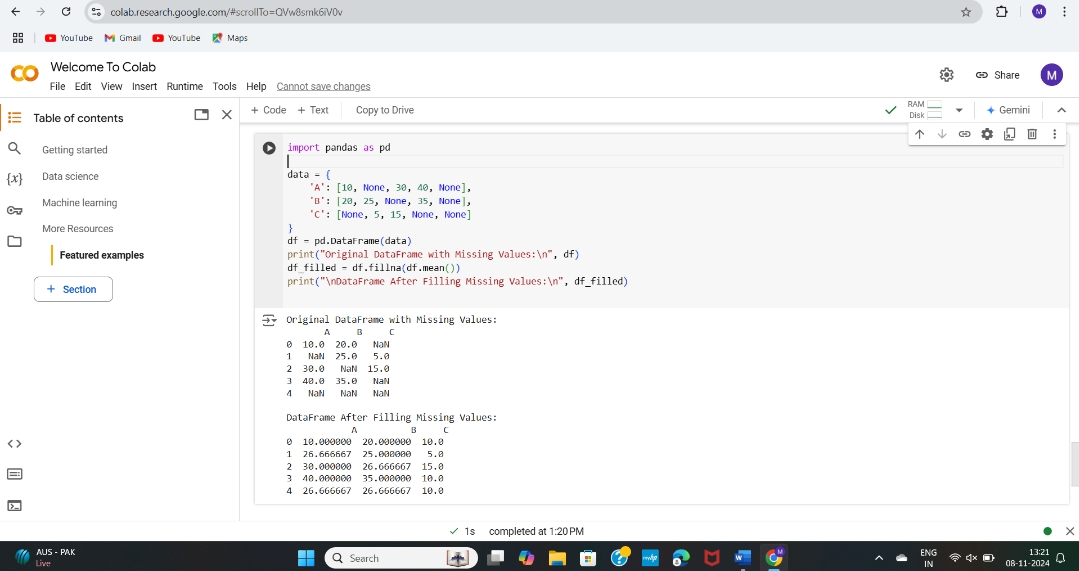 colab.research.google.com/#scrollTo=QVw8smk6iV0v
M
YouTube
Gmail
YouTube
Maps
CO
Welcome To Colab
File Edit View Insert Runtime Tools Help Cannot save changes
Share
M
Table of contents
+ Code + Text Copy to Drive
RAM
Disk
Gemini
Getting started
Data science
Machine learning
More Resources
Featured examples
+ Section
{x}
import pandas as pd
data = {
'A': [10, None, 30, 40, None],
'B': [20, 25, None, 35, None],
'C': [None, 5, 15, None, None]
}
df = pd.DataFrame(data)
print("Original DataFrame with Missing Values:\n", df)
df_filled = df.fillna(df.mean())
print("\nDataFrame After Filling Missing Values:\n", df_filled)
Original DataFrame with Missing Values:
A B C
0 10.0 20.0 NaN
1 NaN 25.0 5.0
2 30.0 NaN 15.0
3 40.0 35.0 NaN
4 NaN NaN NaN
DataFrame After Filling Missing Values:
A B C
0 10.000000 20.000000 10.0
1 26.666667 25.000000 5.0
2 30.000000 26.666667 15.0
3 40.000000 35.000000 10.0
4 26.666667 26.666667 10.0
1s completed at 1:20 PM
AUS - PAK
Live
Search
ENG
IN
13:21
08-11-2024